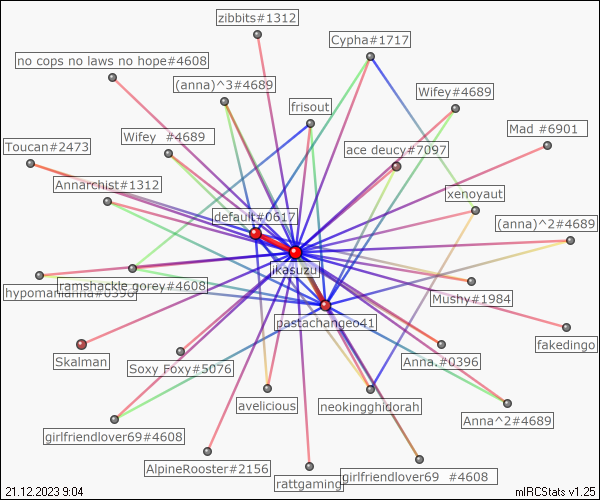 zibbits#1312
Cypha#1717
no cops no laws no hope#4608
(anna)^3#4689
Wifey#4689
frisout
Mad #6901
Wifey  #4689
Toucan#2473
ace deucy#7097
Annarchist#1312
xenoyaut
default#0617
(anna)^2#4689
jkasuzui
ramshackle.gorey#4608
Mushy#1984
pastachangeo41
fakedingo
Skalman
Soxy Foxy#5076
Anna.#0396
avelicious
neokingghidorah
Anna^2#4689
girlfriendlover69#4608
AlpineRooster#2156
rattgaming
girlfriendlover69  #4608
21.12.2023 9:04
mIRCStats v1.25